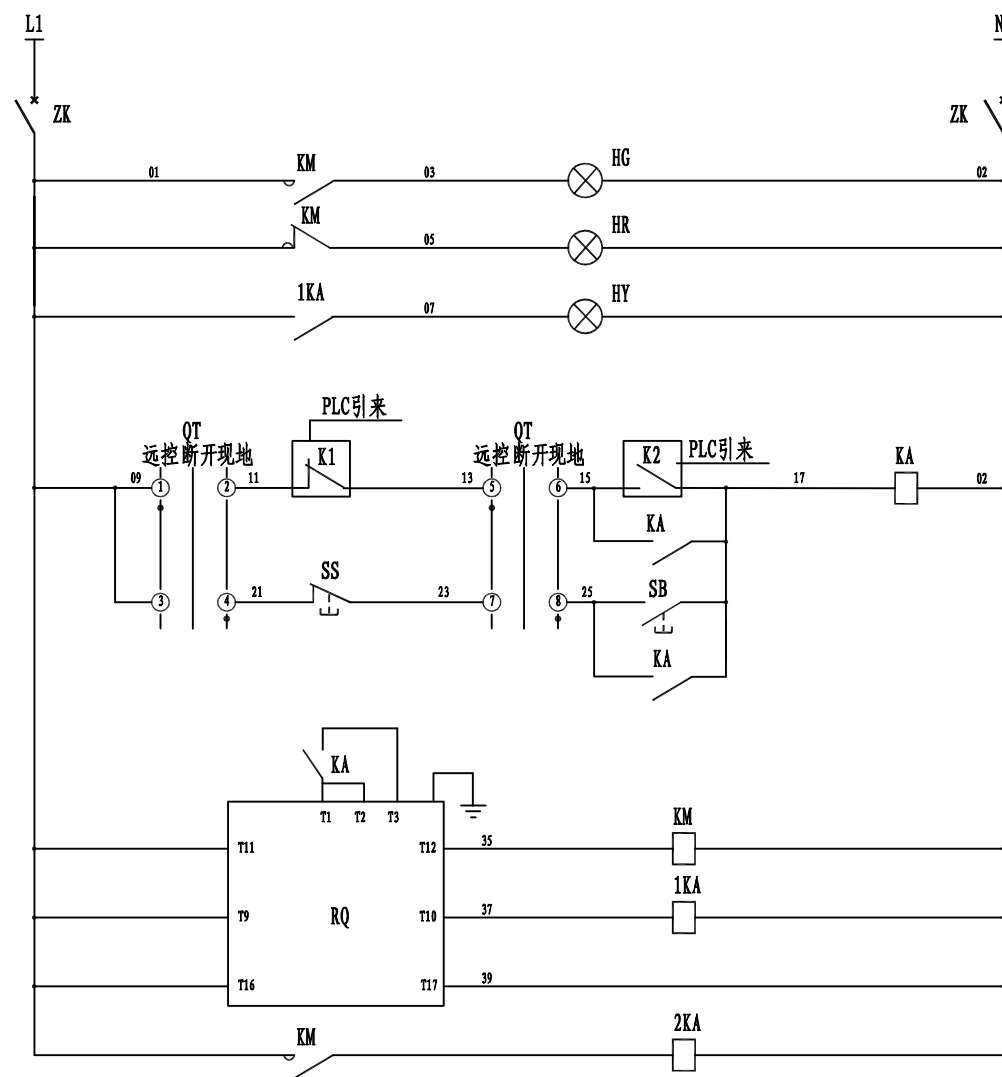 L1 N
ZK ZK
01 KM 03 HG 02
KM 05 HR
1KA 07 HY
PLC引来
QT QT
远控断开现地 K1 远控断开现地 K2 PLC引来 KA
09 1 2 11 13 5 6 15 17 02
KA
SS SB
3 4 21 23 7 8 25
KA
KA
T1 T2 T3
KM
T11 T12 35
1KA
T9 RQ T10 37
T16 T17 39
2KA
KM